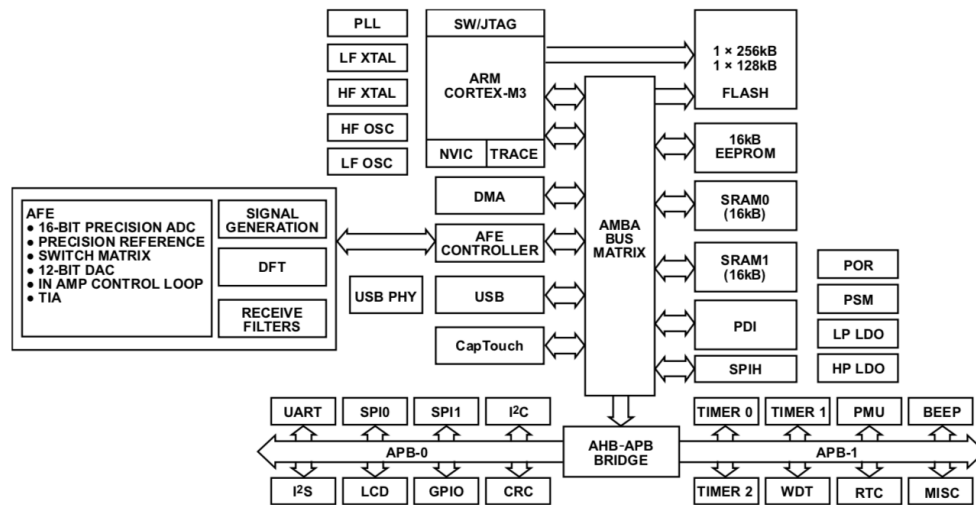 PLL
LF XTAL
HF XTAL
HF OSC
LF OSC
SW/JTAG
ARM
CORTEX-M3
NVIC
TRACE
1 × 256kB
1 × 128kB
FLASH
16kB
EEPROM
SRAM0
(16kB)
SRAM1
(16kB)
PDI
SPIH
AMBA
BUS
MATRIX
DMA
AFE
CONTROLLER
USB PHY
USB
CapTouch
AFE
● 16-BIT PRECISION ADC
● PRECISION REFERENCE
● SWITCH MATRIX
● 12-BIT DAC
● IN AMP CONTROL LOOP
● TIA
SIGNAL
GENERATION
DFT
RECEIVE
FILTERS
POR
PSM
LP LDO
HP LDO
UART
SPI0
SPI1
I²C
TIMER 0
TIMER 1
PMU
BEEP
APB-0
AHB-APB
BRIDGE
APB-1
I²S
LCD
GPIO
CRC
TIMER 2
WDT
RTC
MISC